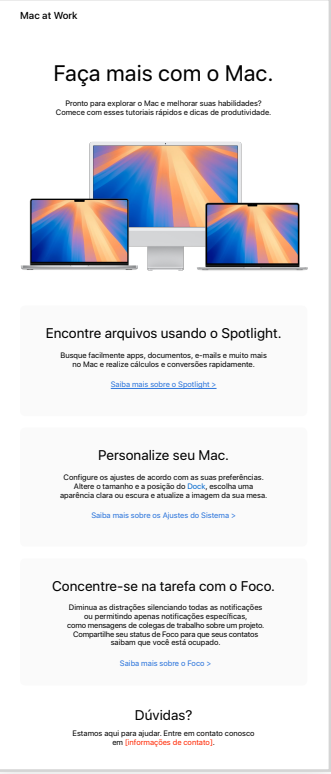 Mac at Work
Faça mais com o Mac.
Pronto para explorar o Mac e melhorar suas habilidades?
Comece com esses tutoriais rápidos e dicas de produtividade.
Encontre arquivos usando o Spotlight.
Busque facilmente apps, documentos, e-mails e muito mais
no Mac e realize cálculos e conversões rapidamente.
Saiba mais sobre o Spotlight >
Personalize seu Mac.
Configure os ajustes de acordo com as suas preferências.
Altere o tamanho e a posição do Dock, escolha uma
aparência clara ou escura e atualize a imagem da sua mesa.
Saiba mais sobre os Ajustes do Sistema >
Concentre-se na tarefa com o Foco.
Diminua as distrações silenciando todas as notificações
ou permitindo apenas notificações específicas,
como mensagens de colegas de trabalho sobre um projeto.
Compartilhe seu status de Foco para que seus contatos
saibam que você está ocupado.
Saiba mais sobre o Foco >
Dúvidas?
Estamos aqui para ajudar. Entre em contato conosco
em [informações de contato].